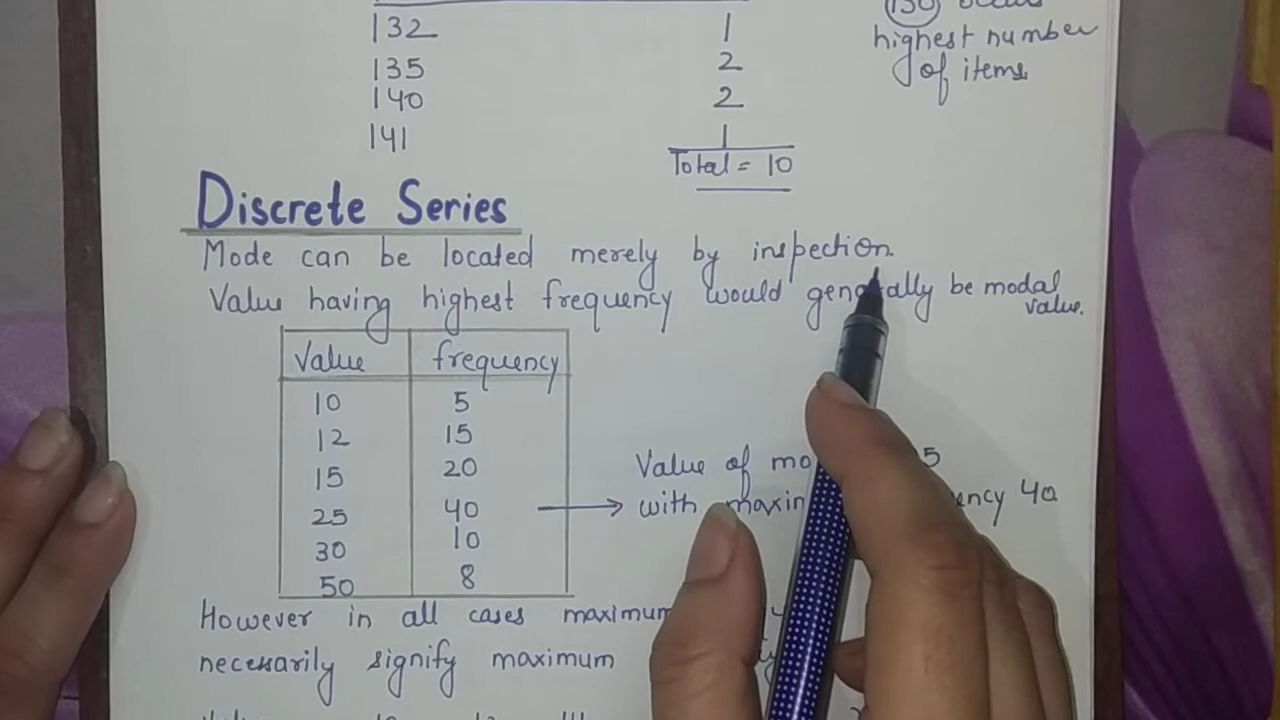 130
132 1
highest number
135 2
of items
140 2
141 1
Total = 10
Discrete Series
Mode can be located merely by inspection.
Value having highest frequency would generally be modal
value.
Value frequency
10 5
12 15
15 20
25 40
30 10
50 8
Value of
with
However in all cases
necessarily signify maximum